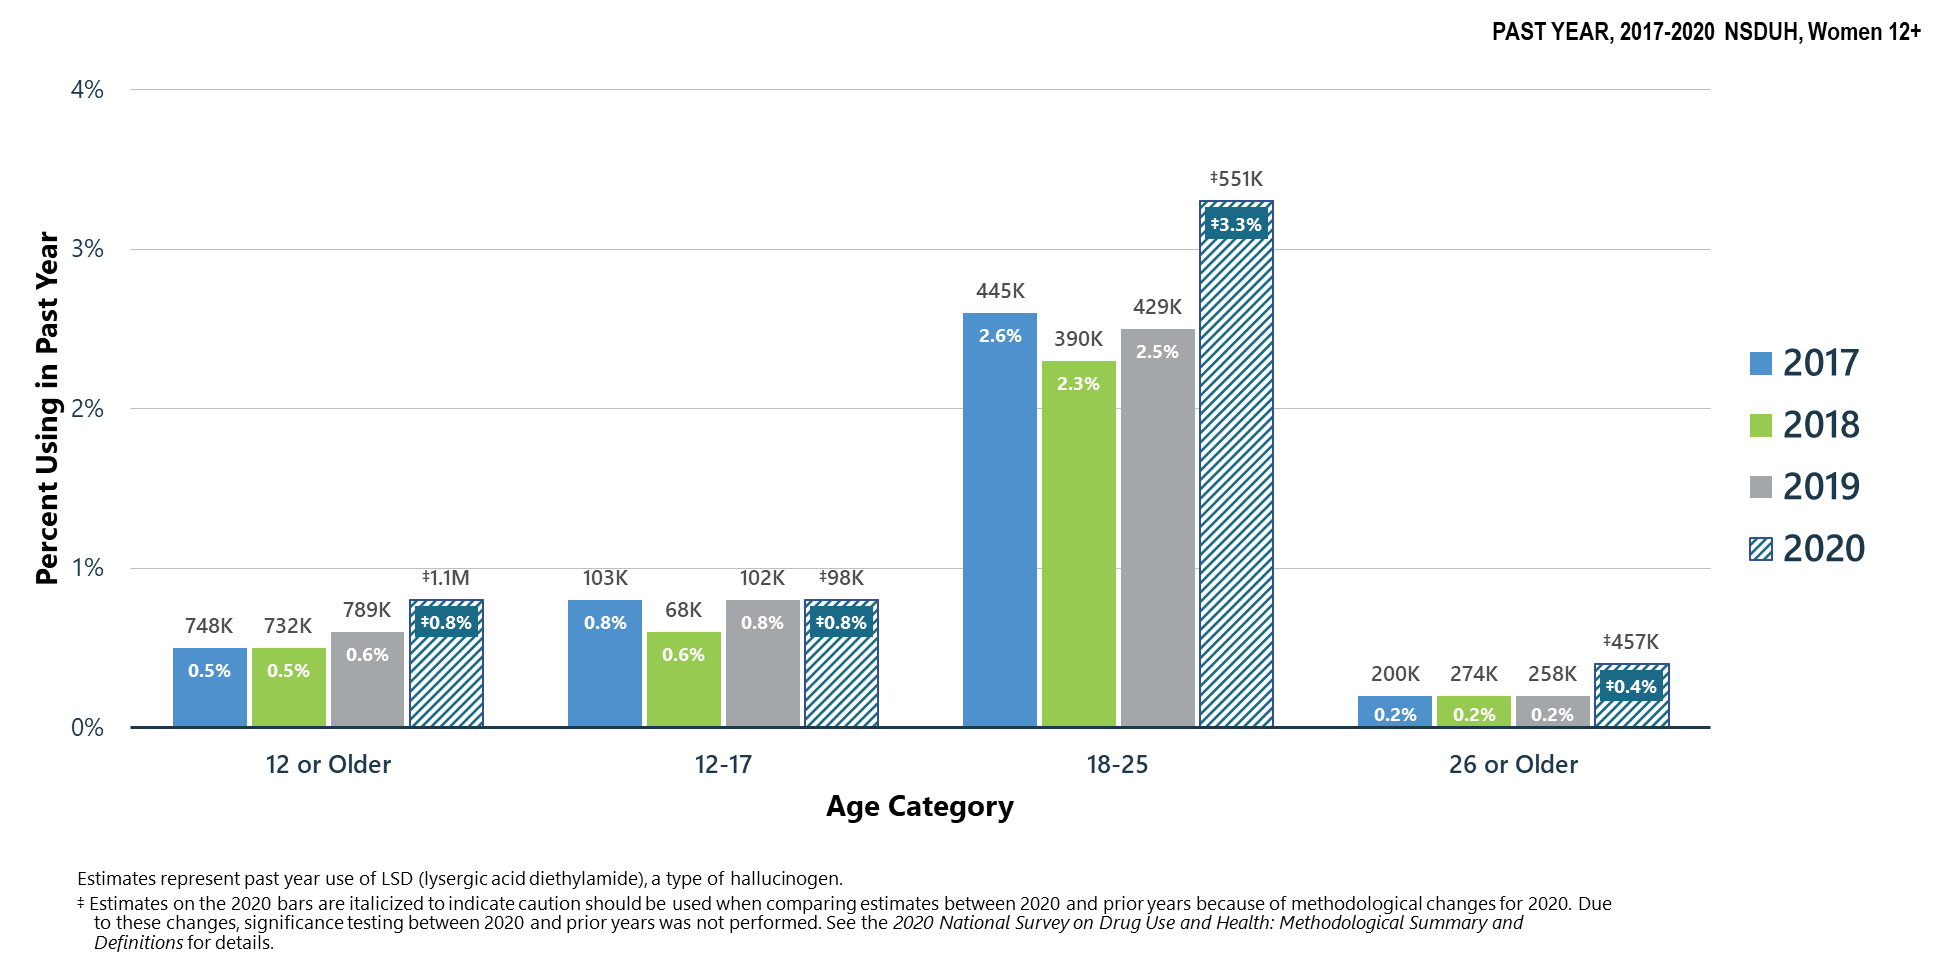 PAST YEAR, 2017-2020 NSDUH, Women 12+
Percent Using in Past Year
4%
3%
2%
1%
0%
748K
0.5%
732K
0.5%
789K
0.6%
‡1.1M
‡0.8%
103K
0.8%
68K
0.6%
102K
0.8%
‡98K
‡0.8%
445K
2.6%
390K
2.3%
429K
2.5%
‡551K
‡3.3%
200K
0.2%
274K
0.2%
258K
0.2%
‡457K
‡0.4%
12 or Older
12-17
18-25
26 or Older
Age Category
2017
2018
2019
2020
Estimates represent past year use of LSD (lysergic acid diethylamide), a type of hallucinogen.
‡ Estimates on the 2020 bars are italicized to indicate caution should be used when comparing estimates between 2020 and prior years because of methodological changes for 2020. Due
to these changes, significance testing between 2020 and prior years was not performed. See the 2020 National Survey on Drug Use and Health: Methodological Summary and
Definitions for details.